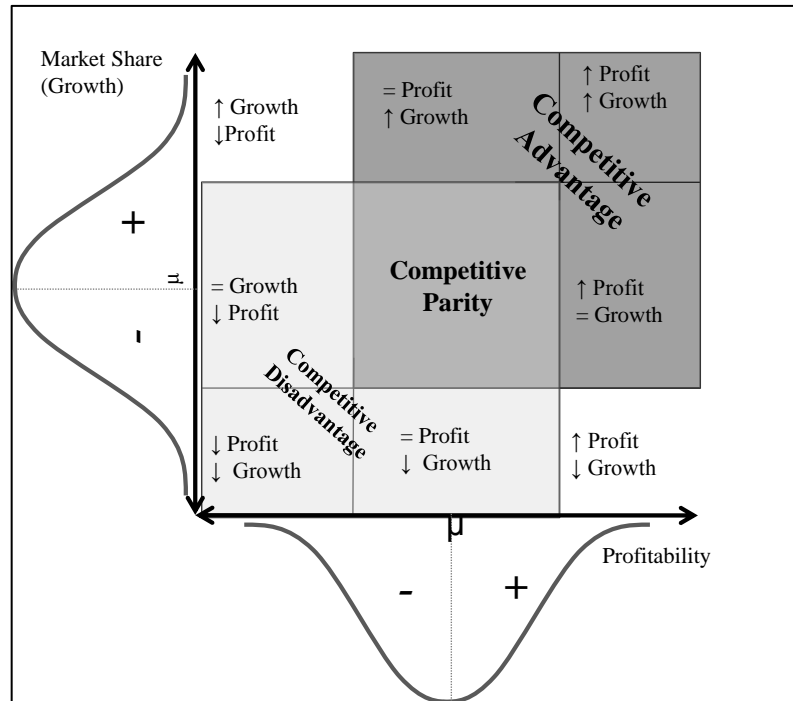 Market Share
(Growth)
↑ Growth
↓Profit
= Profit
↑ Growth
↑ Profit
↑ Growth
Competitive
Advantage
+
μ
-
= Growth
↓ Profit
Competitive
Parity
↑ Profit
= Growth
Competitive
Disadvantage
↓ Profit
↓ Growth
= Profit
↓ Growth
↑ Profit
↓ Growth
μ
Profitability
-
+